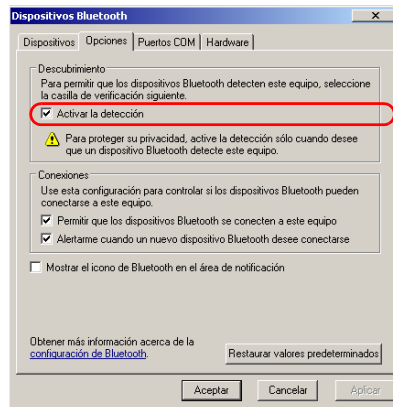 Dispositivos Bluetooth
Dispositivos Opciones Puertos COM Hardware
Descubrimiento
Para permitir que los dispositivos Bluetooth detecten este equipo, seleccione
la casilla de verificación siguiente.
Activar la detección
Para proteger su privacidad, active la detección sólo cuando desee
que un dispositivo Bluetooth detecte este equipo.
Conexiones
Use esta configuración para controlar si los dispositivos Bluetooth pueden
conectarse a este equipo.
Permitir que los dispositivos Bluetooth se conecten a este equipo
Alertarme cuando un nuevo dispositivo Bluetooth desee conectarse
Mostrar el icono de Bluetooth en el área de notificación
Obtener más información acerca de la
configuración de Bluetooth.
Restaurar valores predeterminados
Aceptar Cancelar Aplicar